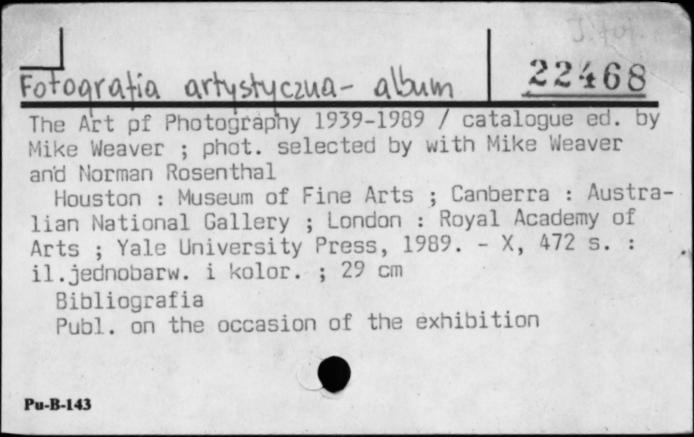 Fotografia artystyczna - album
22468
The Art pf Photography 1939-1989 / catalogue ed. by
Mike Weaver ; phot. selected by with Mike Weaver
and Norman Rosenthal
Houston : Museum of Fine Arts ; Canberra : Austra-
lian National Gallery ; London : Royal Academy of
Arts ; Yale University Press, 1989. - X, 472 s. :
il.jednobarw. i kolor. ; 29 cm
Bibliografia
Publ. on the occasion of the exhibition
Pu-B-143